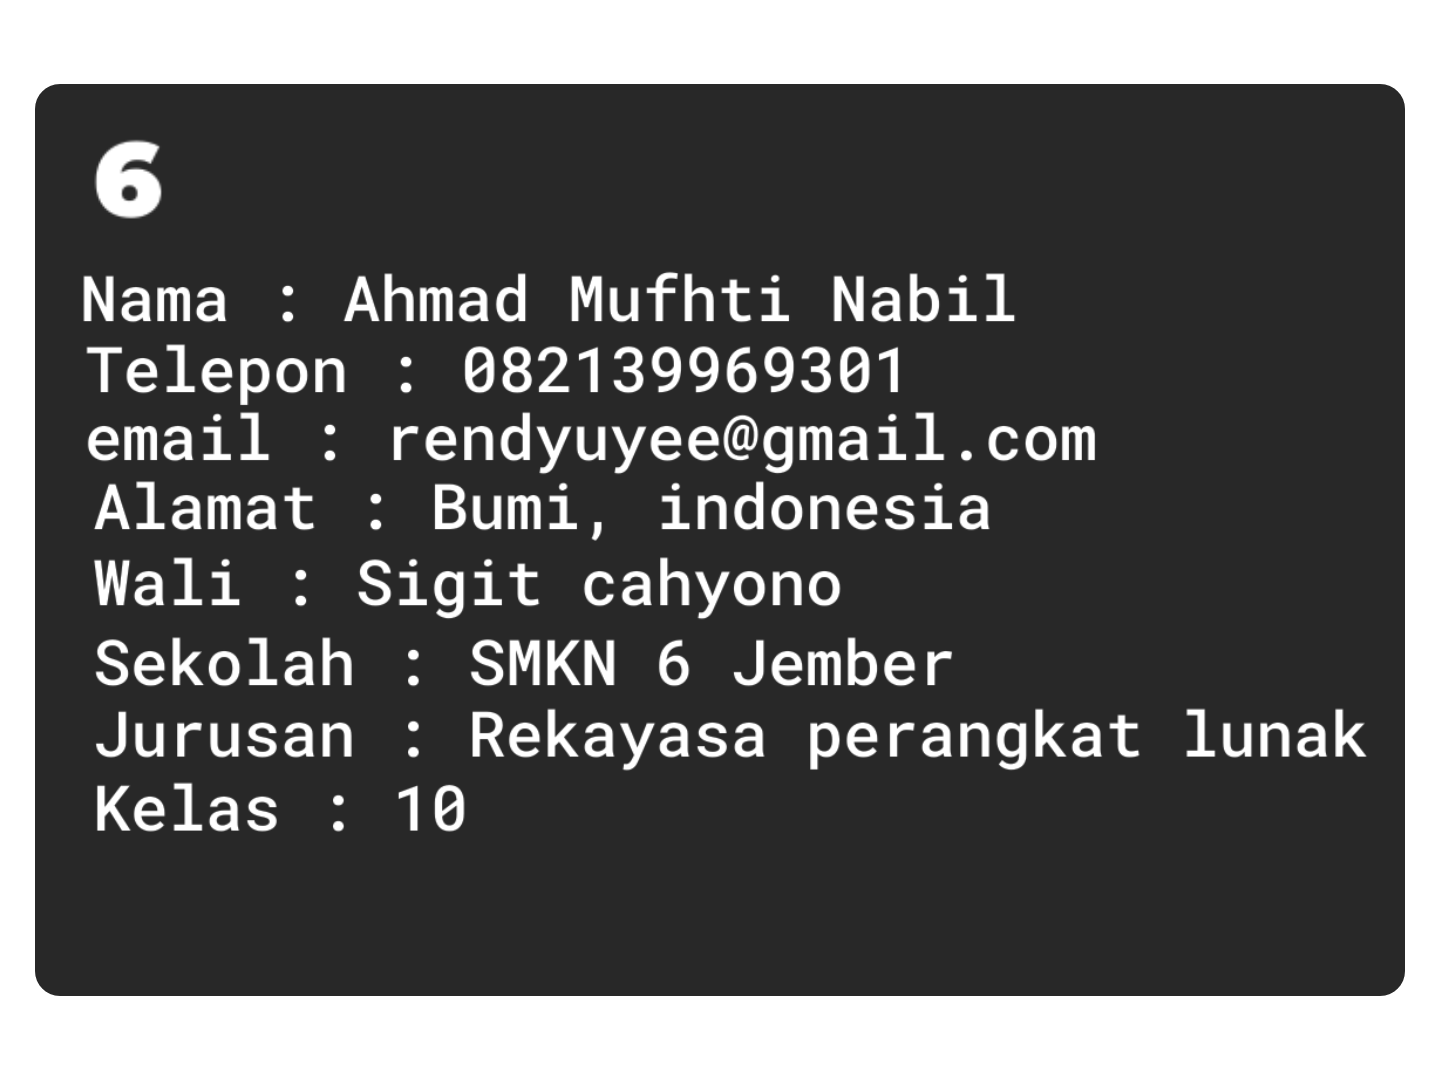 6
Nama : Ahmad Mufhti Nabil
Telepon : 082139969301
email : rendyuyee@gmail.com
Alamat : Bumi, indonesia
Wali : Sigit cahyono
Sekolah : SMKN 6 Jember
Jurusan : Rekayasa perangkat lunak
Kelas : 10